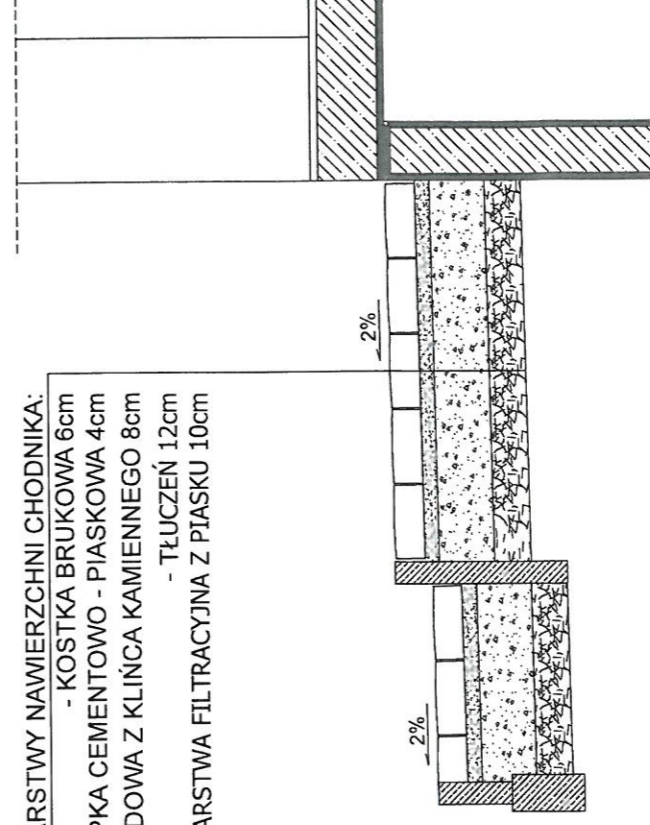 ARSTWY NAWIERZCHNI CHODNIKA:
- KOSTKA BRUKOWA 6cm
PKA CEMENTOWO - PIASKOWA 4cm
DOWA Z KLIŃCA KAMIENNEGO 8cm
- TŁUCZEŃ 12cm
ARSTWA FILTRACYJNA Z PIASKU 10cm
2%
2%